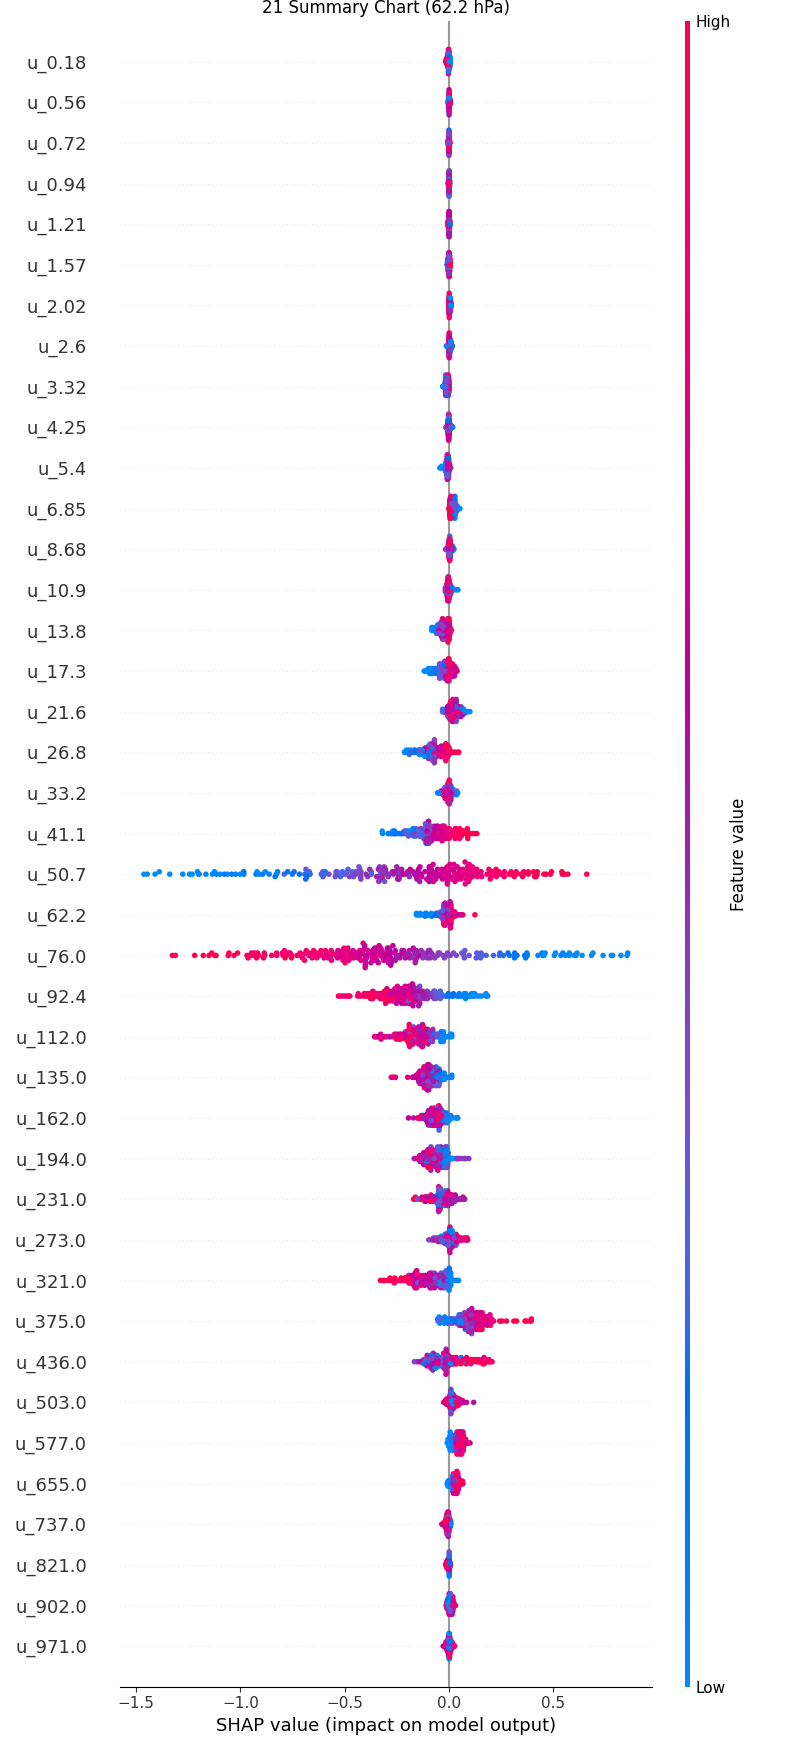 21 Summary Chart (62.2 hPa)
High
u_0.18
u_0.56
u_0.72
u_0.94
u_1.21
u_1.57
u_2.02
u_2.6
u_3.32
u_4.25
u_5.4
u_6.85
u_8.68
u_10.9
u_13.8
u_17.3
u_21.6
u_26.8
u_33.2
u_41.1
u_50.7
u_62.2
u_76.0
u_92.4
u_112.0
u_135.0
u_162.0
u_194.0
u_231.0
u_273.0
u_321.0
u_375.0
u_436.0
u_503.0
u_577.0
u_655.0
u_737.0
u_821.0
u_902.0
u_971.0
Feature value
Low
−1.5 −1.0 −0.5 0.0 0.5
SHAP value (impact on model output)